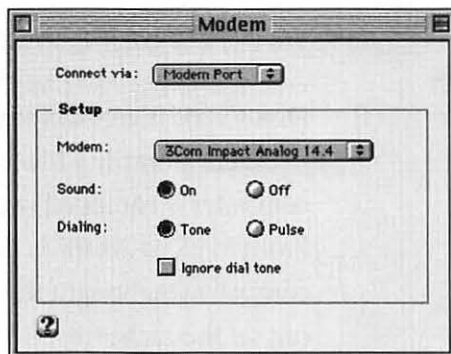 Modem
Connect via: Modem Port
Setup
Modem: 3Com Impact Analog 14.4
Sound: On Off
Dialing: Tone Pulse
Ignore dial tone
?